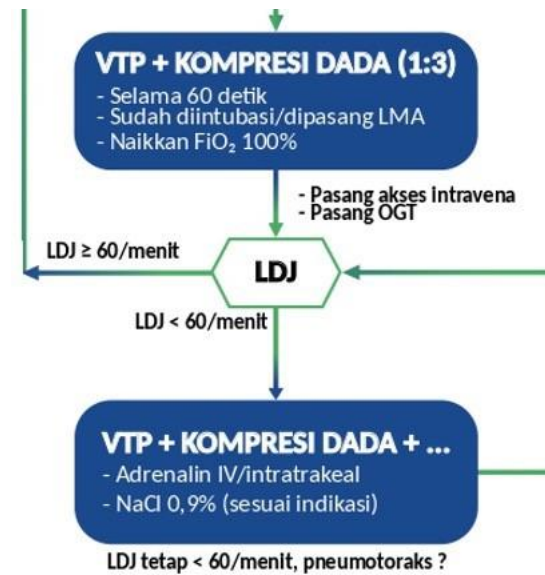 VTP + KOMPRESI DADA (1:3)
- Selama 60 detik
- Sudah diintubasi/dipasang LMA
- Naikkan FiO₂ 100%
- Pasang akses intravena
- Pasang OGT
LDJ ≥ 60/menit
LDJ
LDJ < 60/menit
VTP + KOMPRESI DADA + ...
- Adrenalin IV/intratrakeal
- NaCl 0,9% (sesuai indikasi)
LDJ tetap < 60/menit, pneumotoraks ?